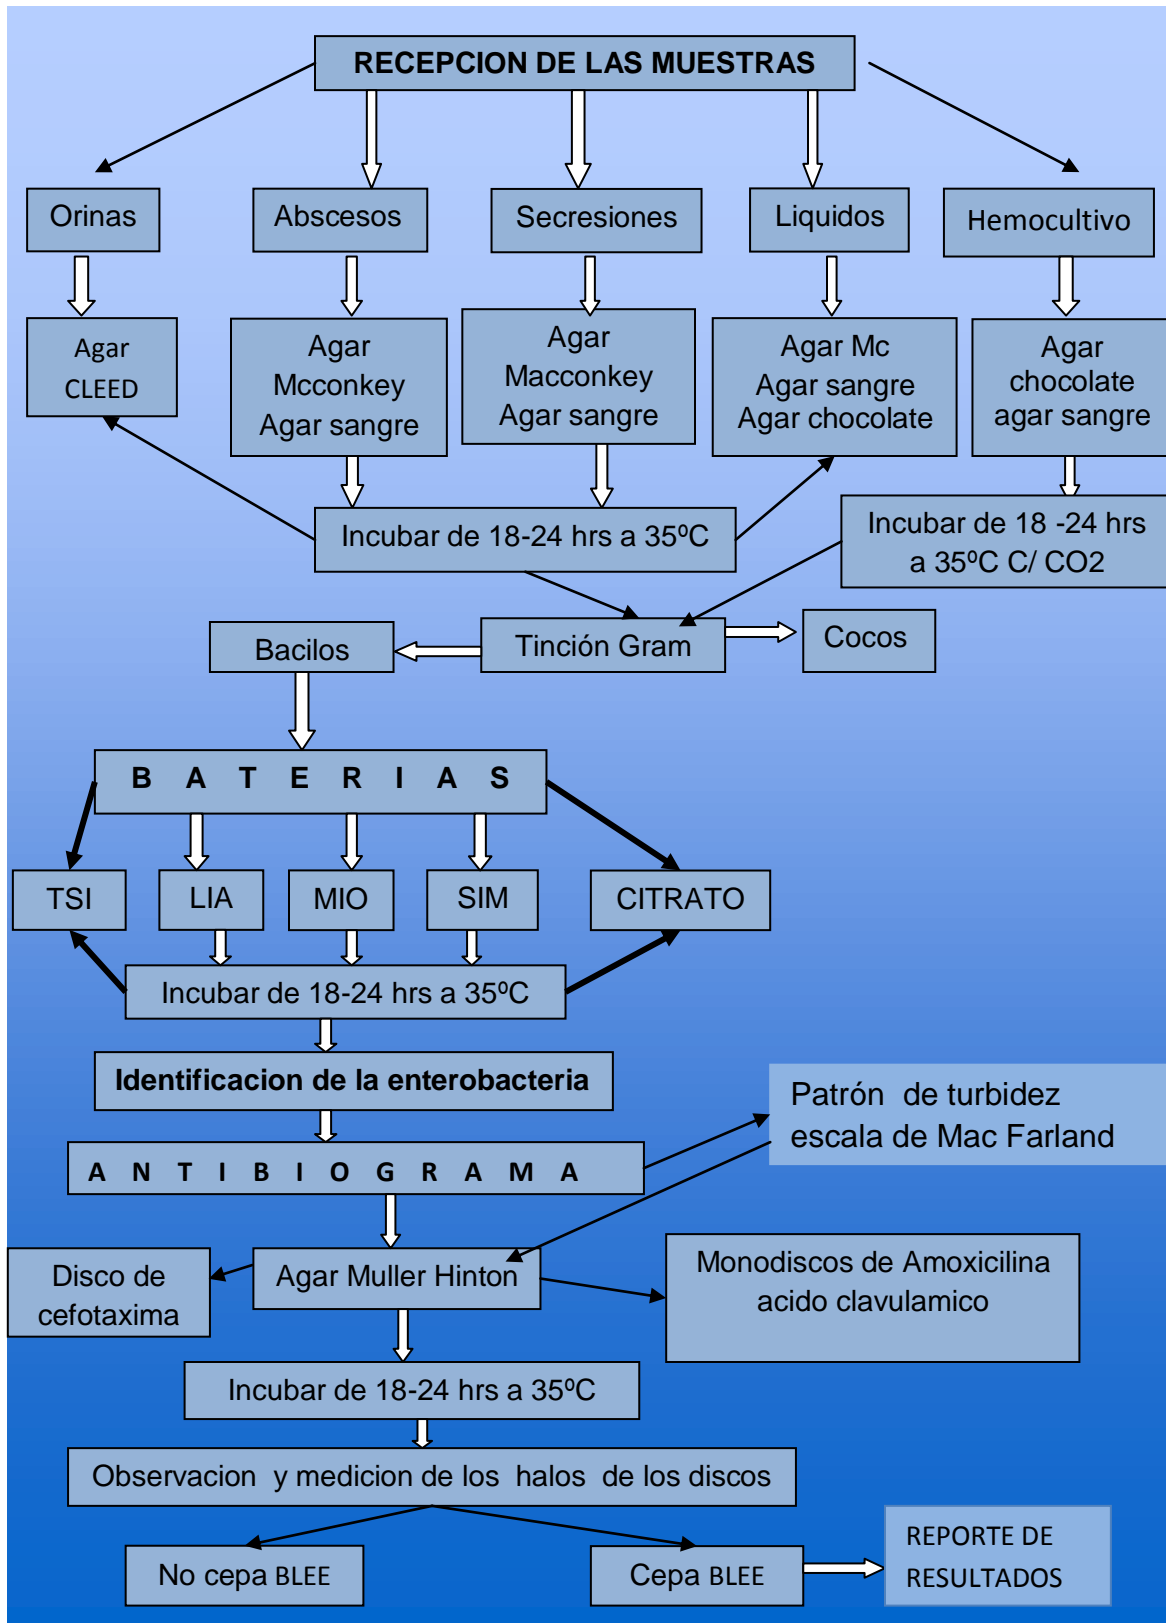 RECEPCION DE LAS MUESTRAS
Orinas
Abscesos
Secresiones
Liquidos
Hemocultivo
Agar
CLEED
Agar
Mcconkey
Agar sangre
Agar
Macconkey
Agar sangre
Agar Mc
Agar sangre
Agar chocolate
Agar
chocolate
agar sangre
Incubar de 18-24 hrs a 35ºC
Incubar de 18 -24 hrs
a 35ºC C/ CO2
Bacilos
Tinción Gram
Cocos
B A T E R I A S
TSI
LIA
MIO
SIM
CITRATO
Incubar de 18-24 hrs a 35ºC
Identificacion de la enterobacteria
Patrón de turbidez
escala de Mac Farland
A N T I B I O G R A M A
Disco de
cefotaxima
Agar Muller Hinton
Monodiscos de Amoxicilina
acido clavulamico
Incubar de 18-24 hrs a 35ºC
Observacion y medicion de los halos de los discos
No cepa BLEE
Cepa BLEE
REPORTE DE
RESULTADOS